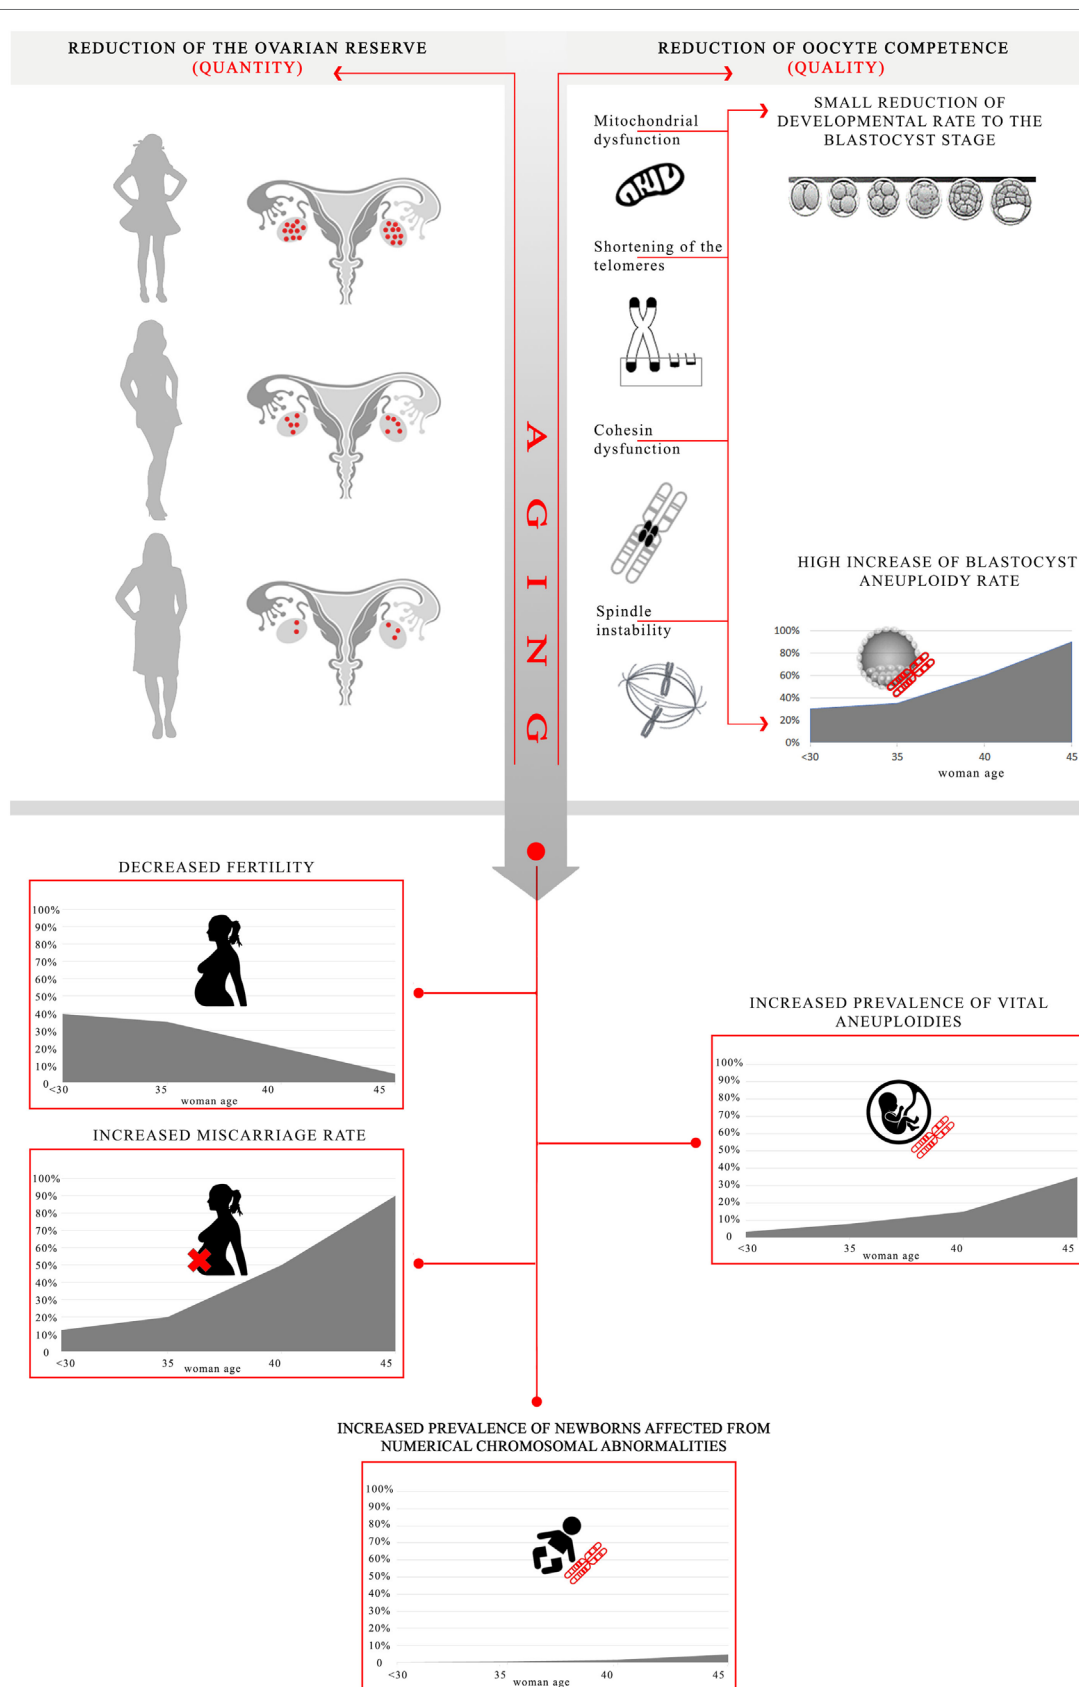 REDUCTION OF THE OVARIAN RESERVE
(QUANTITY)
REDUCTION OF OOCYTE COMPETENCE
(QUALITY)
Mitochondrial
dysfunction
SMALL REDUCTION OF
DEVELOPMENTAL RATE TO THE
BLASTOCYST STAGE
Shortening of the
telomeres
Cohesin
dysfunction
Spindle
instability
AGING
HIGH INCREASE OF BLASTOCYST
ANEUPLOIDY RATE
100%
80%
60%
40%
20%
0%
<30 35 40 45
woman age
DECREASED FERTILITY
100%
90%
80%
70%
60%
50%
40%
30%
20%
10%
0
<30 35 40 45
woman age
INCREASED MISCARRIAGE RATE
100%
90%
80%
70%
60%
50%
40%
30%
20%
10%
0
<30 35 40 45
woman age
INCREASED PREVALENCE OF VITAL
ANEUPLOIDIES
100%
90%
80%
70%
60%
50%
40%
30%
20%
10%
0
<30 35 40 45
woman age
INCREASED PREVALENCE OF NEWBORNS AFFECTED FROM
NUMERICAL CHROMOSOMAL ABNORMALITIES
100%
90%
80%
70%
60%
50%
40%
30%
20%
10%
0
<30 35 40 45
woman age